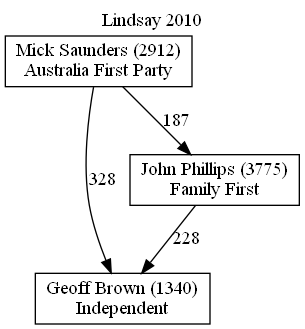 Lindsay 2010
Mick Saunders (2912)
Australia First Party
187
John Phillips (3775)
Family First
328
228
Geoff Brown (1340)
Independent